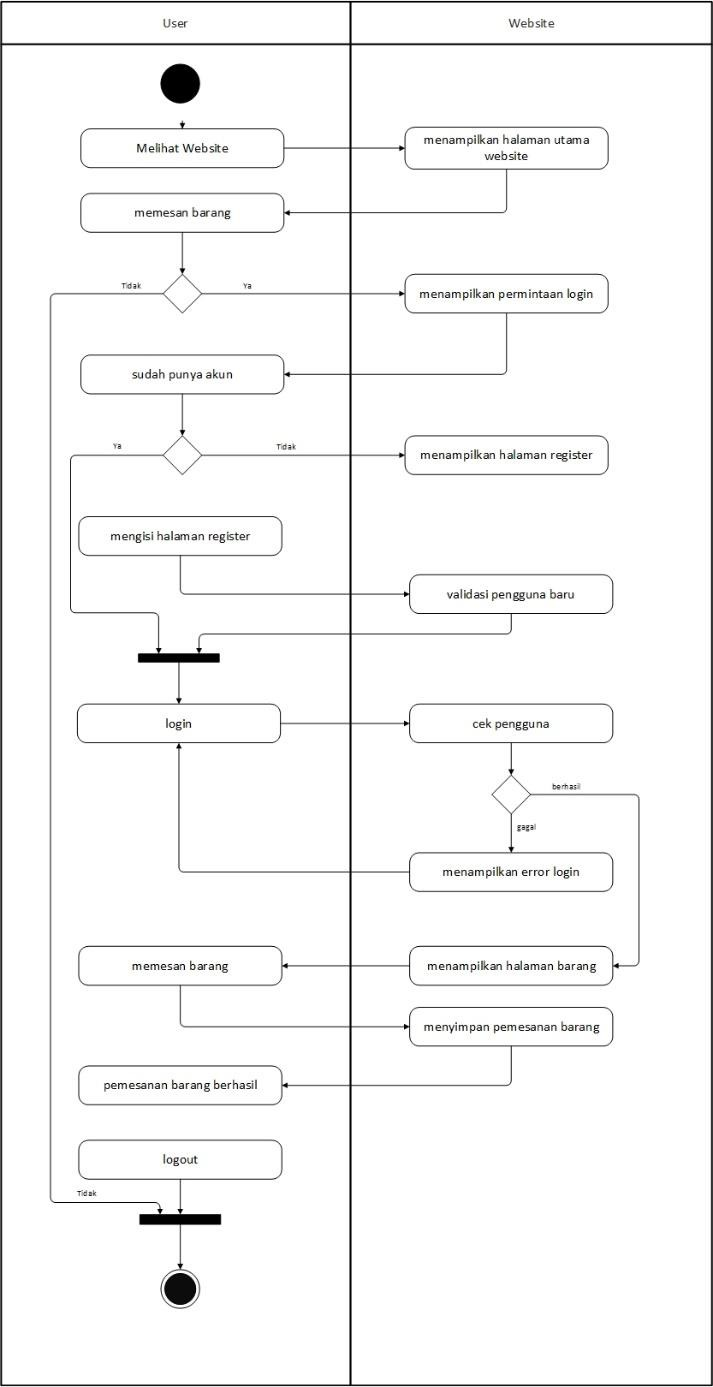 User
Website
Melihat Website
menampilkan halaman utama
website
memesan barang
Tidak
Ya
menampilkan permintaan login
sudah punya akun
Ya
Tidak
menampilkan halaman register
mengisi halaman register
validasi pengguna baru
login
cek pengguna
berhasil
gagal
menampilkan error login
memesan barang
menampilkan halaman barang
menyimpan pemesanan barang
pemesanan barang berhasil
logout
Tidak